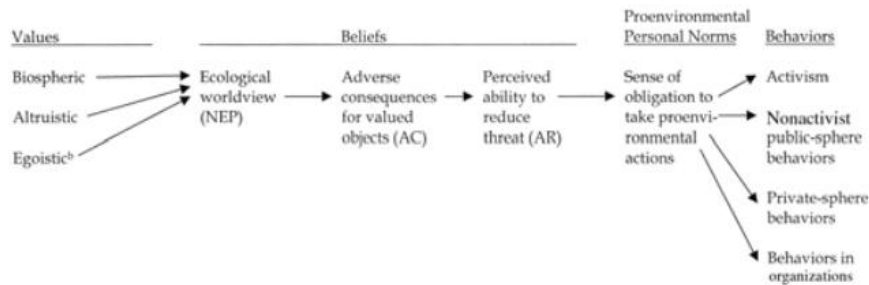 Values
Beliefs
Proenvironmental
Personal Norms
Behaviors
Biospheric
Altruistic
Egoisticᵇ
Ecological
worldview
(NEP)
Adverse
consequences
for valued
objects (AC)
Perceived
ability to
reduce
threat (AR)
Sense of
obligation to
take proenvi-
ronmental
actions
Activism
Nonactivist
public-sphere
behaviors
Private-sphere
behaviors
Behaviors in
organizations